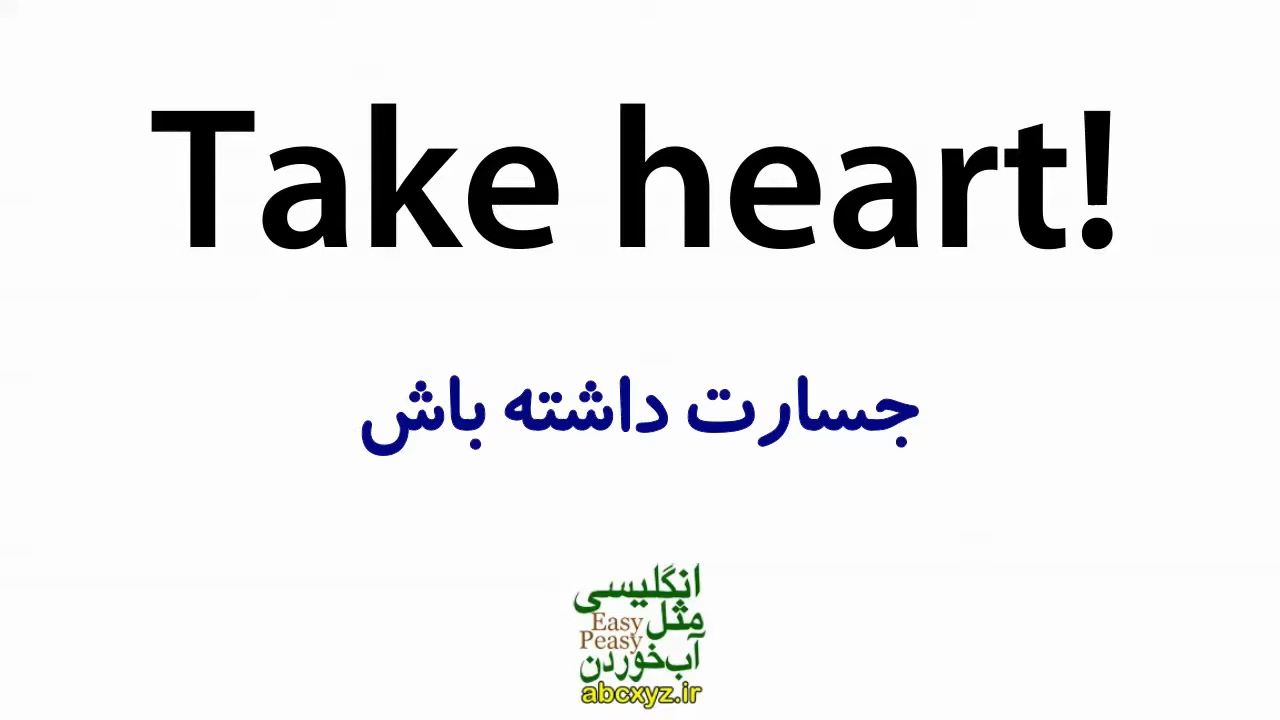 Take heart!
جسارت داشته باش
انگلیسی
مثل
Easy
Peasy
آب‌خوردن
abcxyz.ir